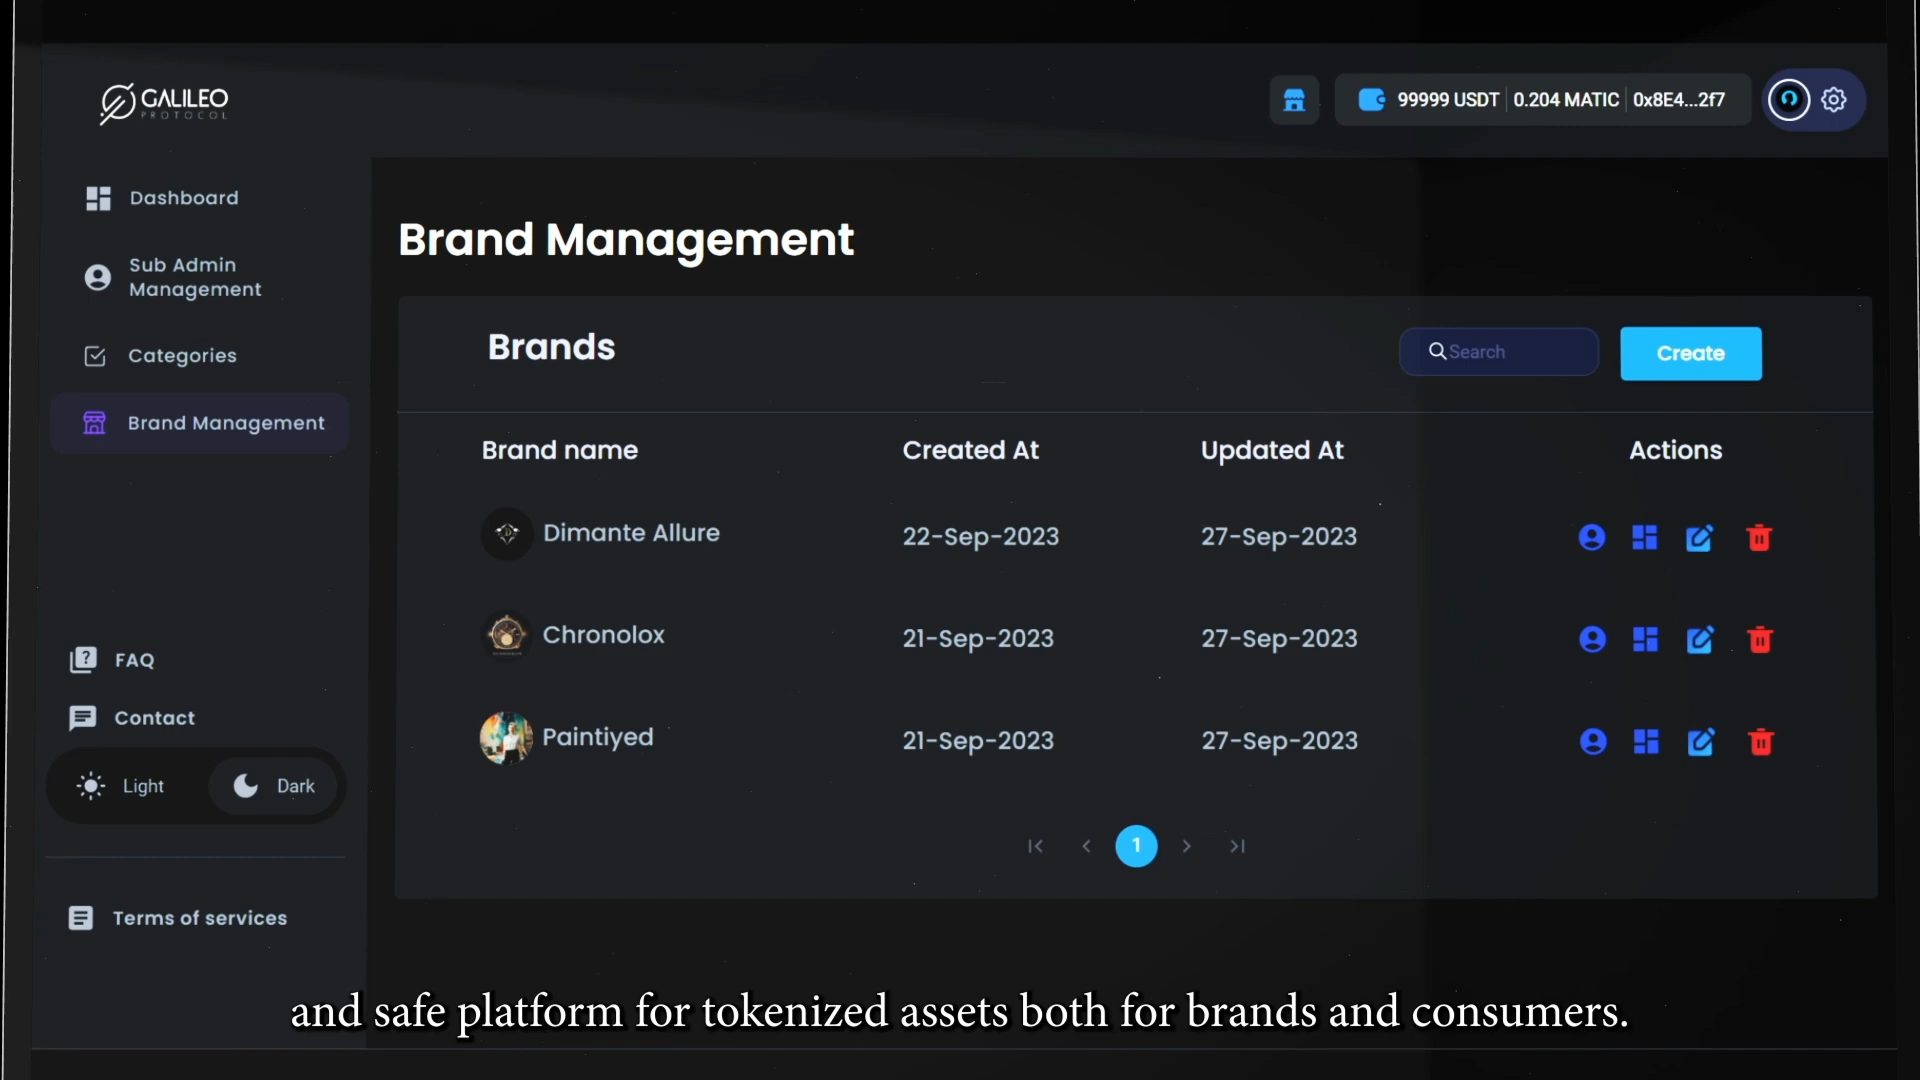 GALILEO
PROTOCOL
99999 USDT 0.204 MATIC 0x8E4...2f7
Dashboard
Sub Admin
Management
Categories
Brand Management
FAQ
Contact
Light Dark
Terms of services
Brand Management
Brands
Search
Create
Brand name Created At Updated At Actions
Dimante Allure 22-Sep-2023 27-Sep-2023
Chronolox 21-Sep-2023 27-Sep-2023
Paintiyed 21-Sep-2023 27-Sep-2023
1
and safe platform for tokenized assets both for brands and consumers.